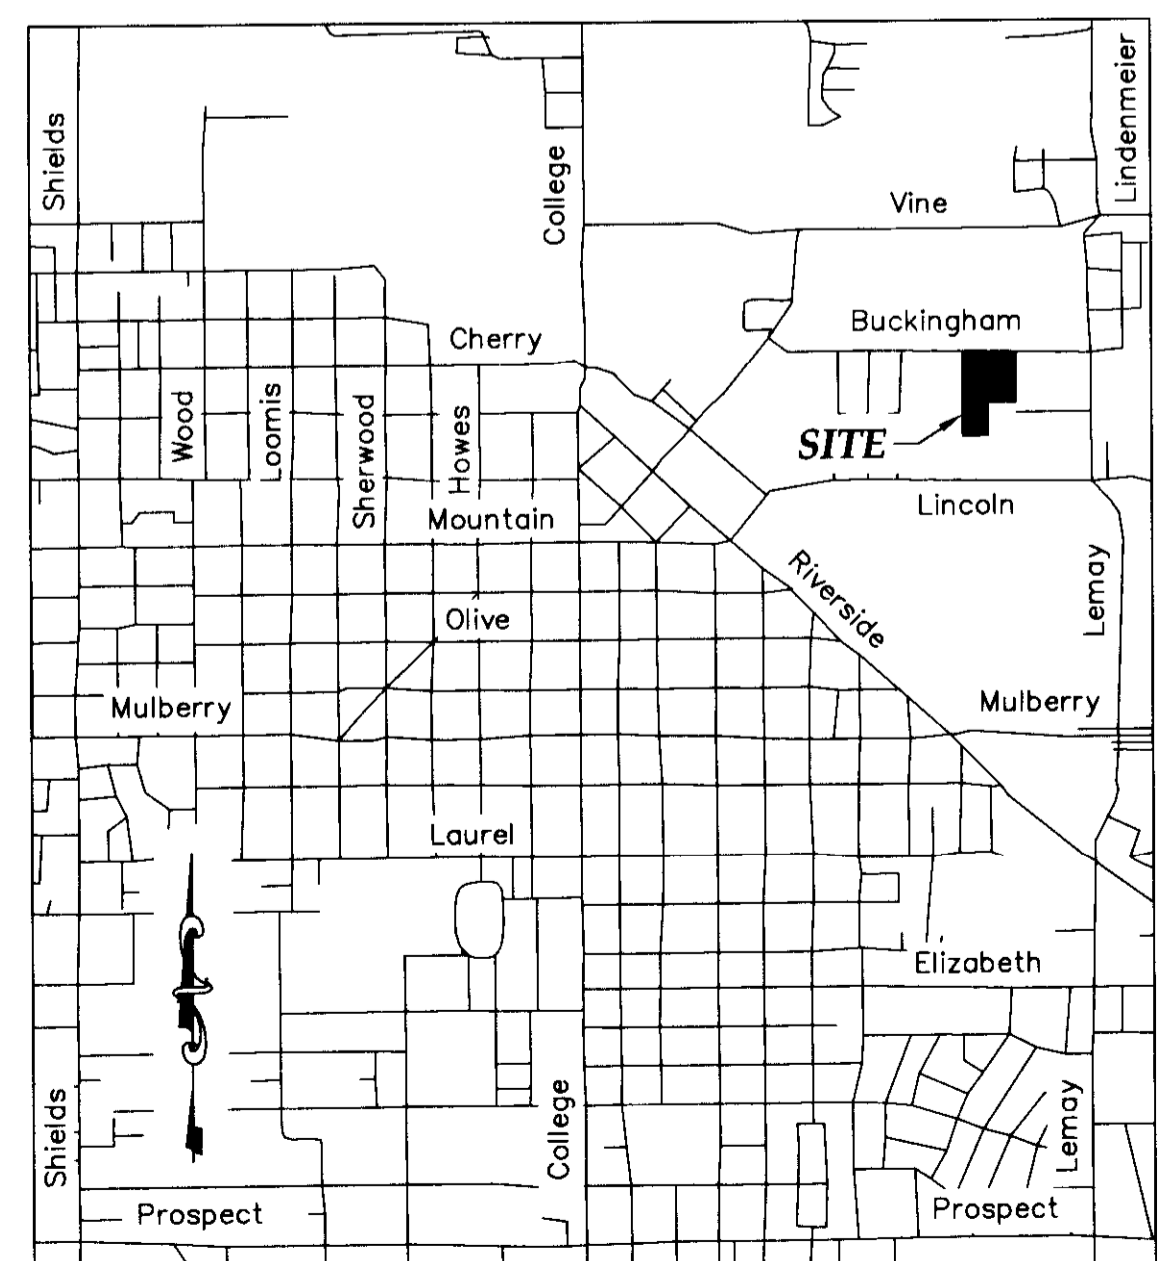 Shields
College
Lindenmeier
Vine
Buckingham
Cherry
Wood
Loomis
Sherwood
Howes
SITE
Mountain
Lincoln
Riverside
Lemay
Olive
Mulberry
Mulberry
Laurel
Elizabeth
Shields
College
Lemay
Prospect
Prospect